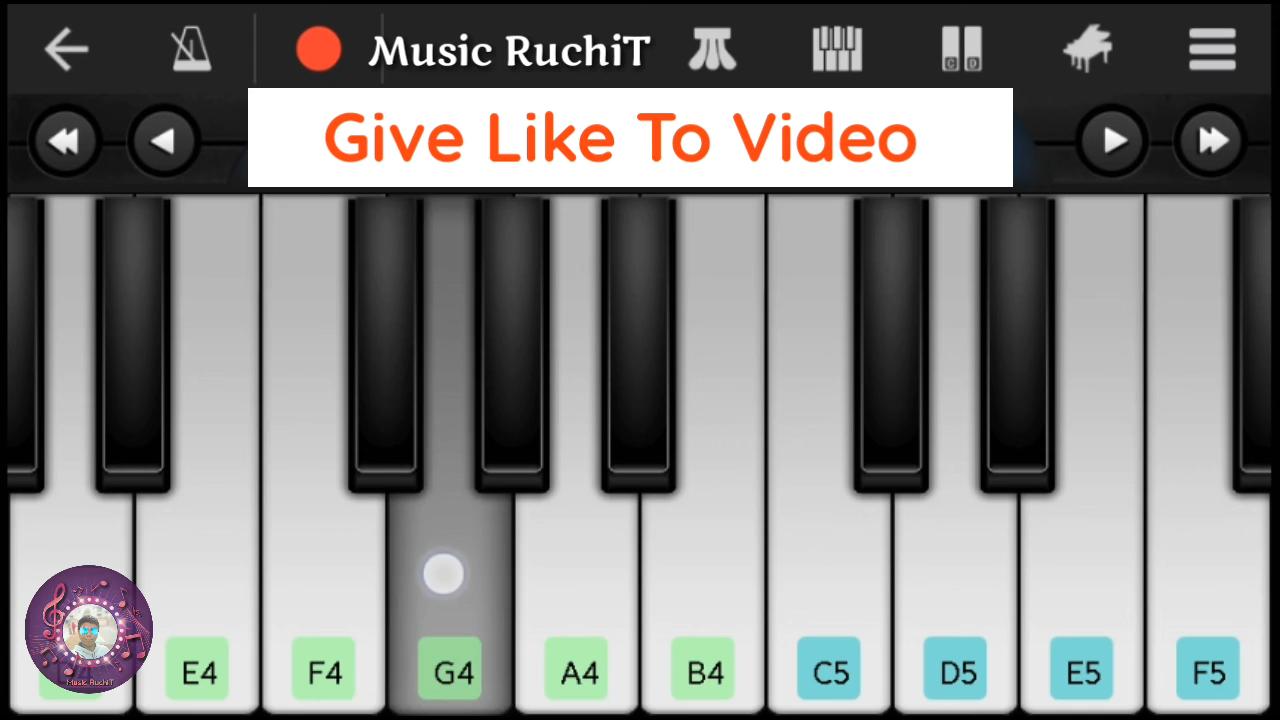 Music RuchiT
C D
Give Like To Video
E4 F4 G4 A4 B4 C5 D5 E5 F5
Music RuchiT